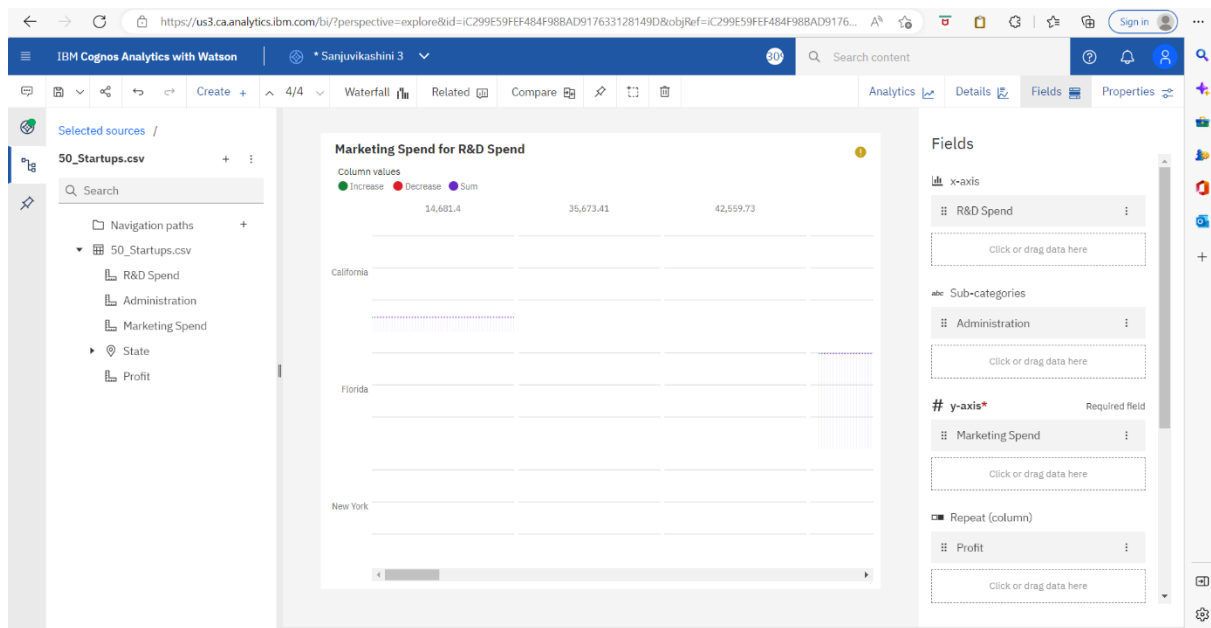 https://us3.ca.analytics.ibm.com/bi/?perspective=explore&id=iC299E59FEF484F98BAD917633128149D&objRef=iC299E59FEF484F98BAD9176...
Sign in
IBM Cognos Analytics with Watson
* Sanjuvikashini 3
Search content
Create
4/4
Waterfall
Related
Compare
Analytics
Details
Fields
Properties
Selected sources /
50_Startups.csv
Search
Navigation paths
50_Startups.csv
R&D Spend
Administration
Marketing Spend
State
Profit
Marketing Spend for R&D Spend
Column values
Increase
Decrease
Sum
14,681.4
35,673.41
42,559.73
California
Florida
New York
Fields
x-axis
R&D Spend
Click or drag data here
abc Sub-categories
Administration
Click or drag data here
# y-axis*
Required field
Marketing Spend
Click or drag data here
Repeat (column)
Profit
Click or drag data here